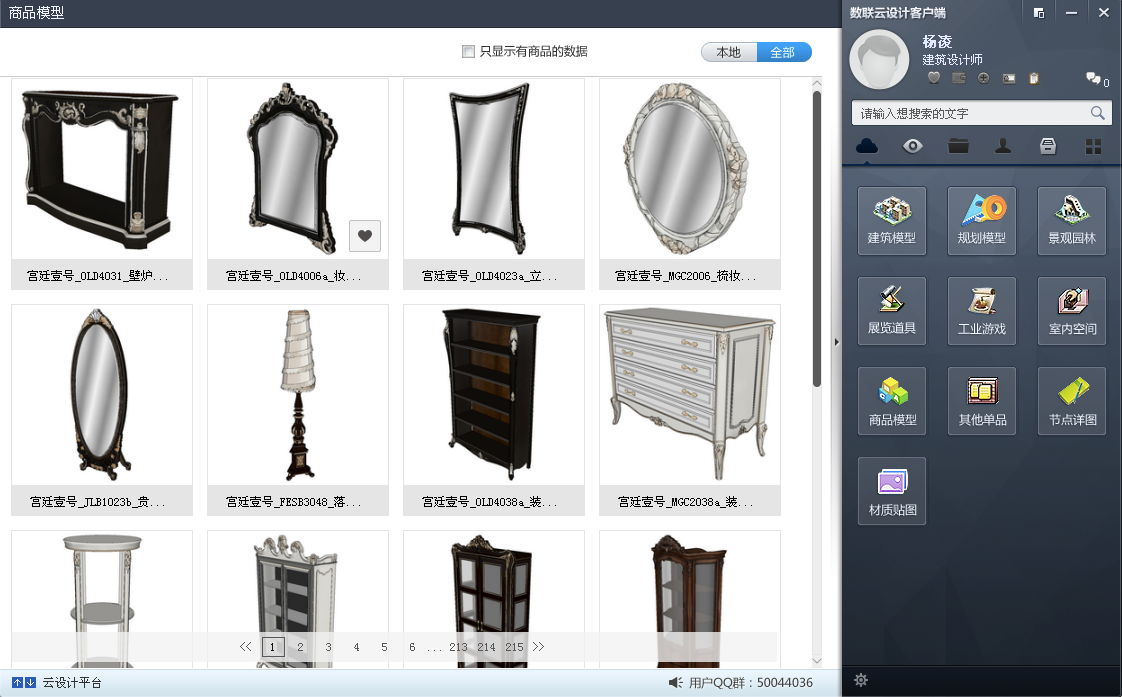 商品模型
只显示有商品的数据
本地 全部
宫廷壹号_OLD4031_壁炉...
宫廷壹号_OLD4006a_妆...
宫廷壹号_OLD4023a_立...
宫廷壹号_MGC2006_梳妆...
宫廷壹号_JLB1023b_贵...
宫廷壹号_FESB3048_落...
宫廷壹号_OLD4038a_装...
宫廷壹号_MGC2038a_装...
1 2 3 4 5 6 ... 213 214 215
云设计平台
用户QQ群：50044036
数联云设计客户端
杨凌
建筑设计师
0
请输入想搜索的文字
建筑模型
规划模型
景观园林
展览道具
工业游戏
室内空间
商品模型
其他单品
节点详图
材质贴图